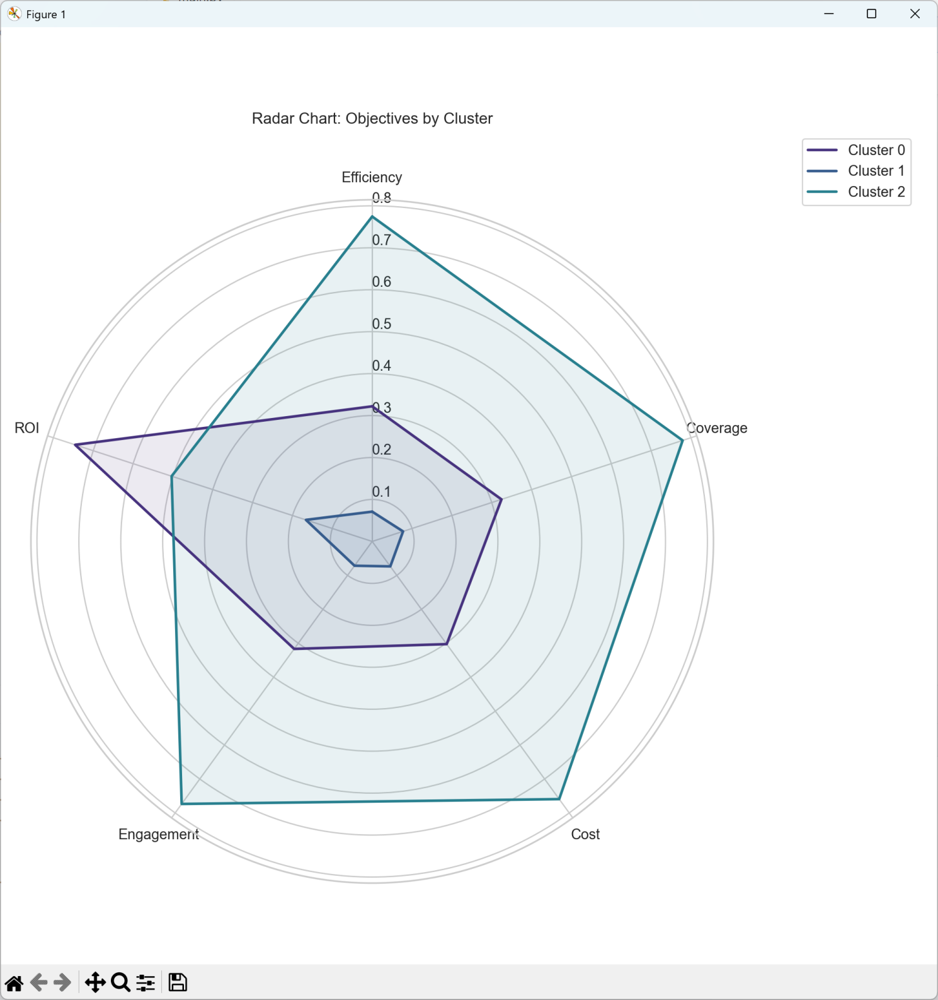 Figure 1
Radar Chart: Objectives by Cluster
Cluster 0
Cluster 1
Cluster 2
Efficiency
0.8
0.7
0.6
0.5
0.4
0.3
0.2
0.1
ROI
Coverage
Engagement
Cost